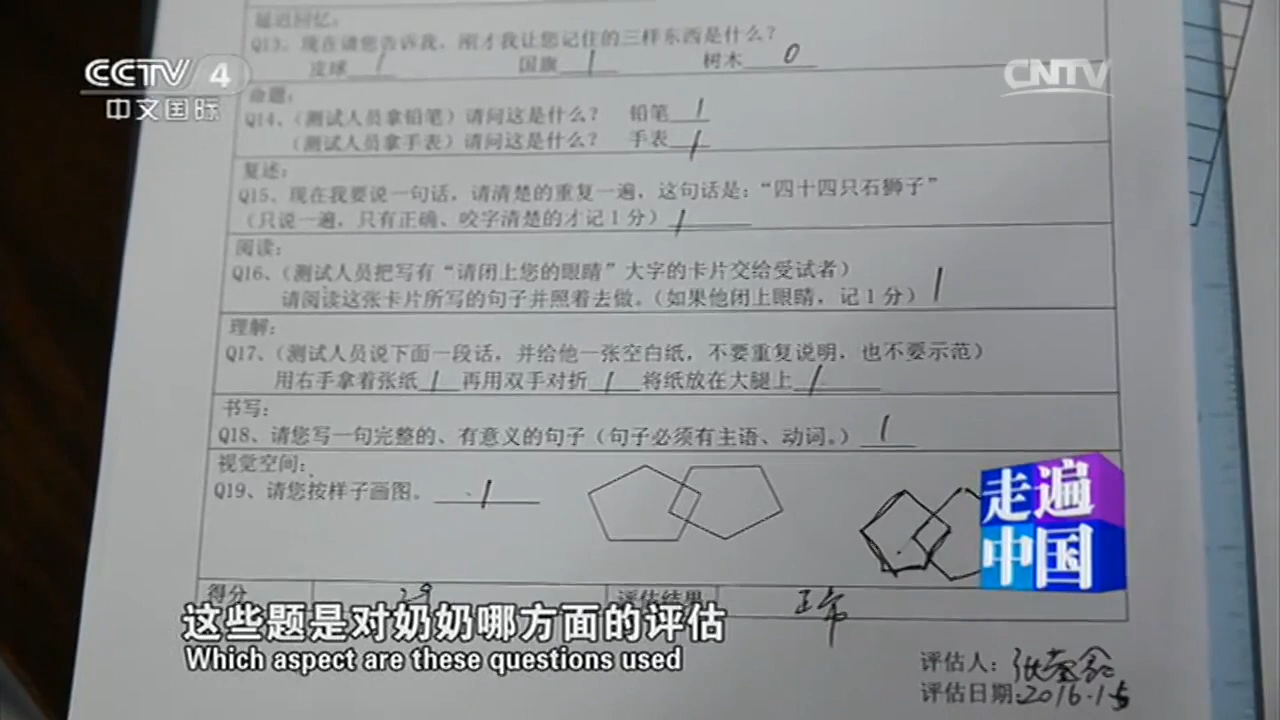 延迟回忆:
Q13、现在请您告诉我，刚才我让您记住的三样东西是什么？
皮球 1 国旗 1 树木 0
CCTV 4
中文国际
CNTV
命题:
Q14、（测试人员拿铅笔）请问这是什么？ 铅笔 1
（测试人员拿手表）请问这是什么？ 手表 1
复述:
Q15、现在我要说一句话，请清楚的重复一遍，这句话是：“四十四只石狮子”
（只说一遍，只有正确、咬字清楚的才记1分） 1
阅读:
Q16、（测试人员把写有“请闭上您的眼睛”大字的卡片交给受试者） 1
请阅读这张卡片所写的句子并照着去做。（如果他闭上眼睛，记1分）
理解:
Q17、（测试人员说下面一段话，并给他一张空白纸，不要重复说明，也不要示范）
用右手拿着张纸 1 再用双手对折 1 将纸放在大腿上 1
书写:
Q18、请您写一句完整的、有意义的句子（句子必须有主语、动词。） 1
视觉空间:
Q19、请您按样子画图。 1
走遍
中国
得分 29 评估结果 正常
这些题是对奶奶哪方面的评估
Which aspect are these questions used
评估人:
评估日期: 2016.1.5